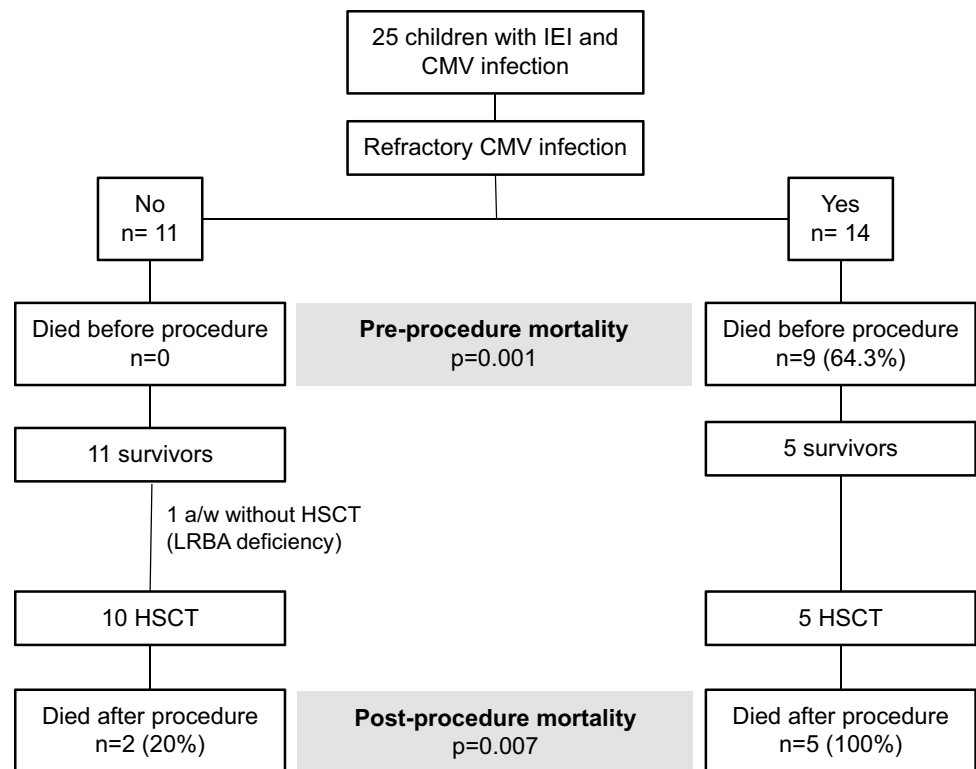 25 children with IEI and
CMV infection
Refractory CMV infection
No
n= 11
Yes
n= 14
Died before procedure
n=0
Pre-procedure mortality
p=0.001
Died before procedure
n=9 (64.3%)
11 survivors
5 survivors
1 a/w without HSCT
(LRBA deficiency)
10 HSCT
5 HSCT
Died after procedure
n=2 (20%)
Post-procedure mortality
p=0.007
Died after procedure
n=5 (100%)